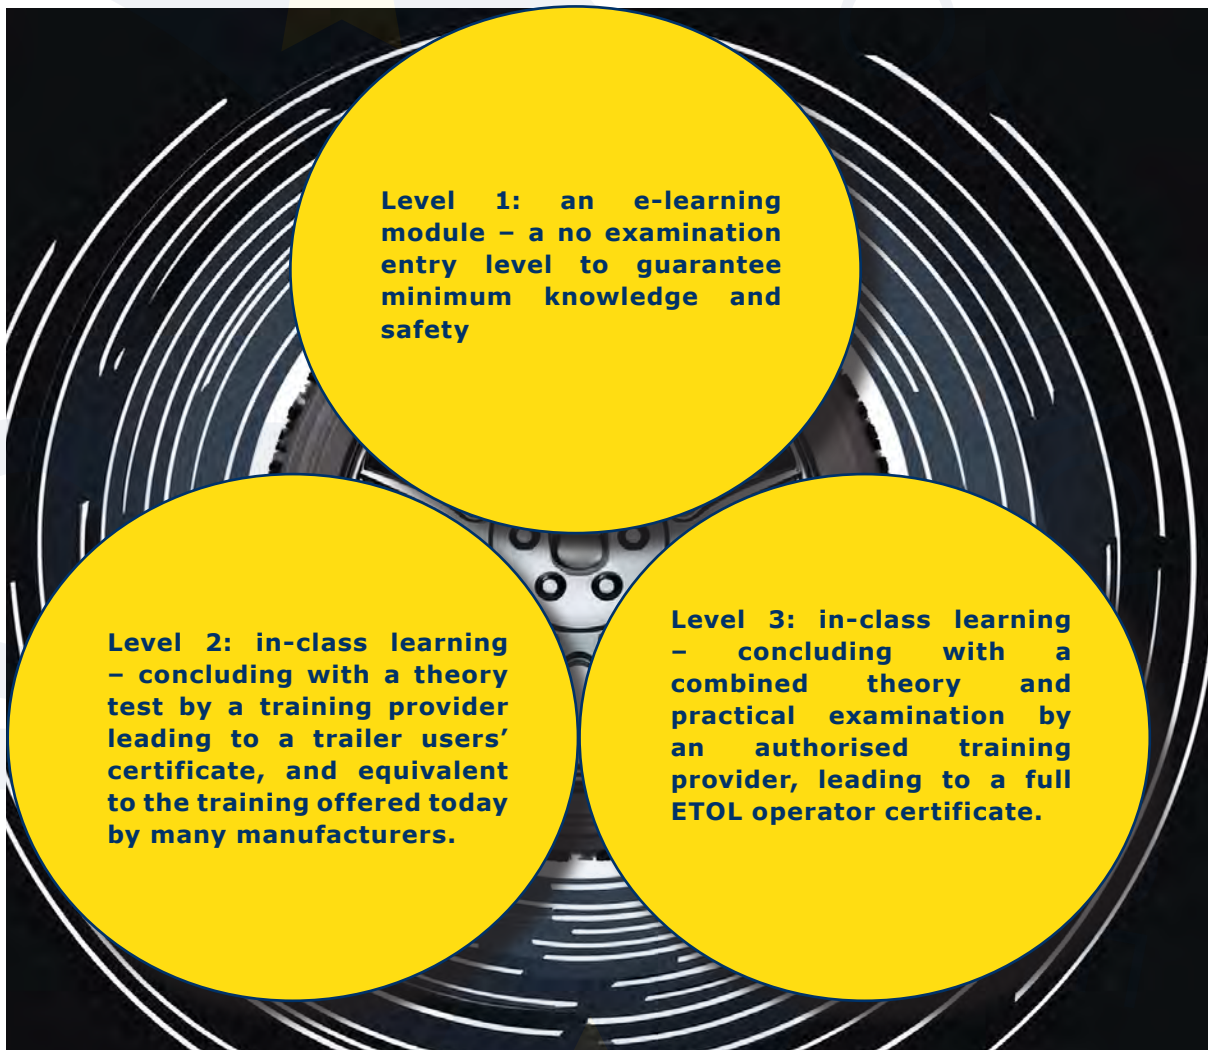 Level 1: an e-learning
module – a no examination
entry level to guarantee
minimum knowledge and
safety
Level 2: in-class learning
– concluding with a theory
test by a training provider
leading to a trailer users’
certificate, and equivalent
to the training offered today
by many manufacturers.
Level 3: in-class learning
– concluding with a
combined theory and
practical examination by
an authorised training
provider, leading to a full
ETOL operator certificate.